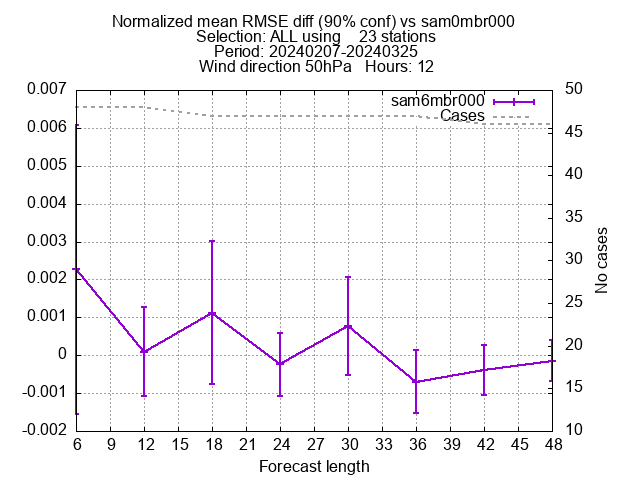 Normalized mean RMSE diff (90% conf) vs sam0mbr000
Selection: ALL using    23 stations
Period: 20240207-20240325
Wind direction 50hPa   Hours: 12
sam6mbr000
Cases
0.007
0.006
0.005
0.004
0.003
0.002
0.001
0
-0.001
-0.002
50
45
40
35
30
25
20
15
10
No cases
6 9 12 15 18 21 24 27 30 33 36 39 42 45 48
Forecast length